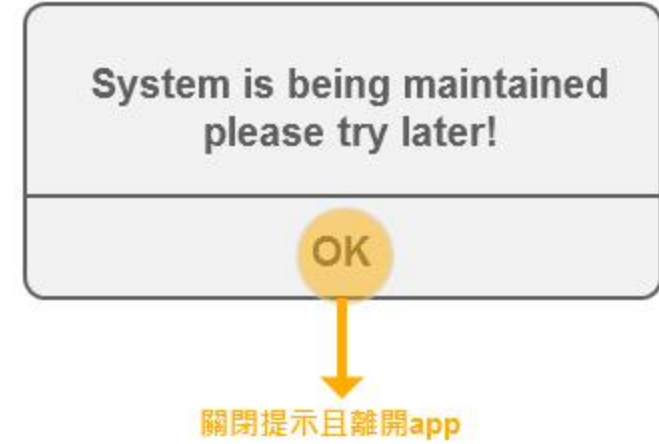 System is being maintained
please try later!
OK
關閉提示且離開app